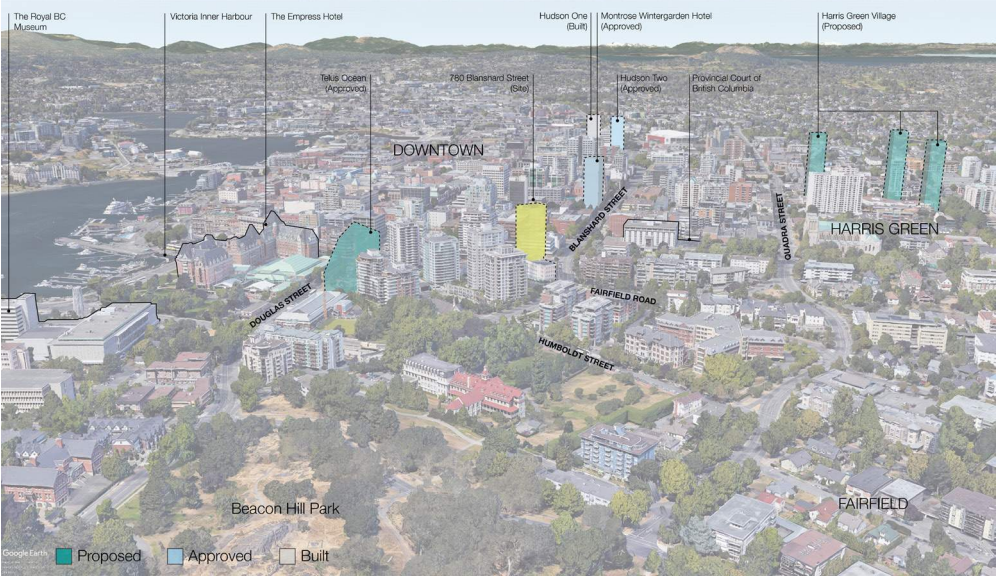 The Royal BC
Museum
Victoria Inner Harbour
The Empress Hotel
Hudson One
(Built)
Montrose Wintergarden Hotel
(Approved)
Harris Green Village
(Proposed)
Telus Ocean
(Approved)
780 Blanshard Street
(Site)
Hudson Two
(Approved)
Provincial Court of
British Columbia
DOWNTOWN
BLANSHARD STREET
QUADRA STREET
HARRIS GREEN
DOUGLAS STREET
FAIRFIELD ROAD
HUMBOLDT STREET
Beacon Hill Park
FAIRFIELD
Google Earth
Proposed
Approved
Built